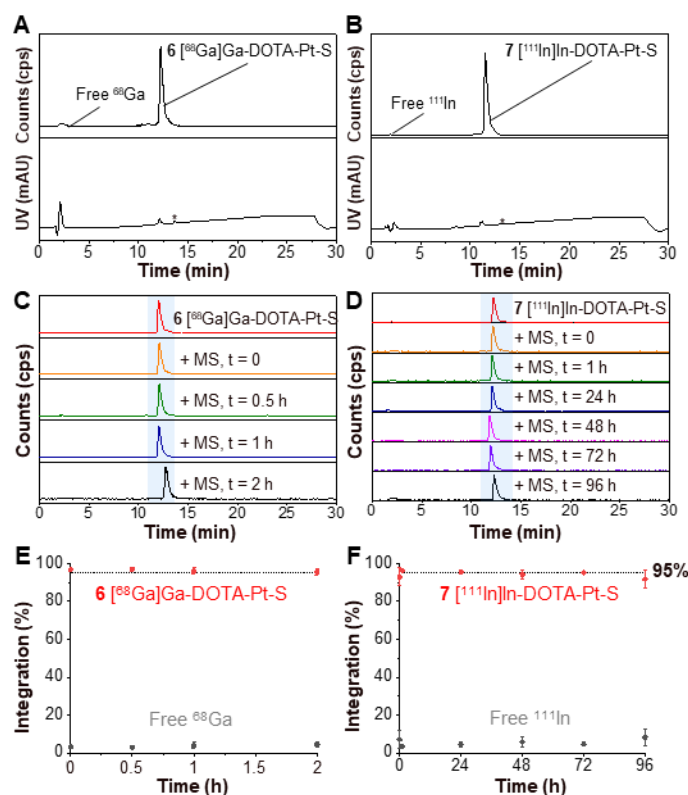 A
Counts (cps)
6 [⁶⁸Ga]Ga-DOTA-Pt-S
Free ⁶⁸Ga
UV (mAU)
*
0 5 10 15 20 25 30
Time (min)
B
Counts (cps)
7 [¹¹¹In]In-DOTA-Pt-S
Free ¹¹¹In
UV (mAU)
*
0 5 10 15 20 25 30
Time (min)
C
Counts (cps)
6 [⁶⁸Ga]Ga-DOTA-Pt-S
+ MS, t = 0
+ MS, t = 0.5 h
+ MS, t = 1 h
+ MS, t = 2 h
0 5 10 15 20 25 30
Time (min)
D
Counts (cps)
7 [¹¹¹In]In-DOTA-Pt-S
+ MS, t = 0
+ MS, t = 1 h
+ MS, t = 24 h
+ MS, t = 48 h
+ MS, t = 72 h
+ MS, t = 96 h
0 5 10 15 20 25 30
Time (min)
E
Integration (%)
100
80
60
40
20
0
6 [⁶⁸Ga]Ga-DOTA-Pt-S
Free ⁶⁸Ga
0 0.5 1 1.5 2
Time (h)
F
Integration (%)
100
80
60
40
20
0
95%
7 [¹¹¹In]In-DOTA-Pt-S
Free ¹¹¹In
0 24 48 72 96
Time (h)